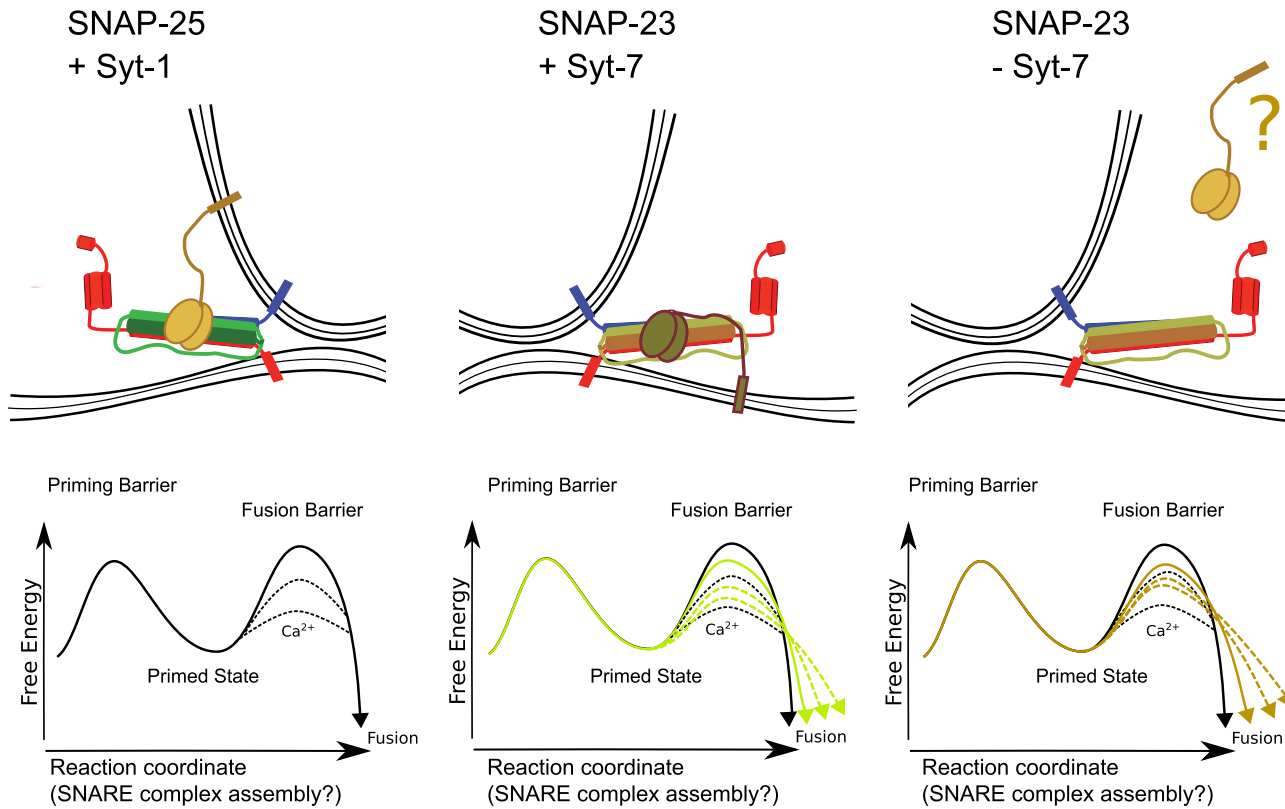 SNAP-25
+ Syt-1
SNAP-23
+ Syt-7
SNAP-23
- Syt-7
?
Priming Barrier
Fusion Barrier
Free Energy
Ca2+
Primed State
Fusion
Reaction coordinate
(SNARE complex assembly?)
Priming Barrier
Fusion Barrier
Free Energy
Ca2+
Primed State
Fusion
Reaction coordinate
(SNARE complex assembly?)
Priming Barrier
Fusion Barrier
Free Energy
Ca2+
Primed State
Fusion
Reaction coordinate
(SNARE complex assembly?)